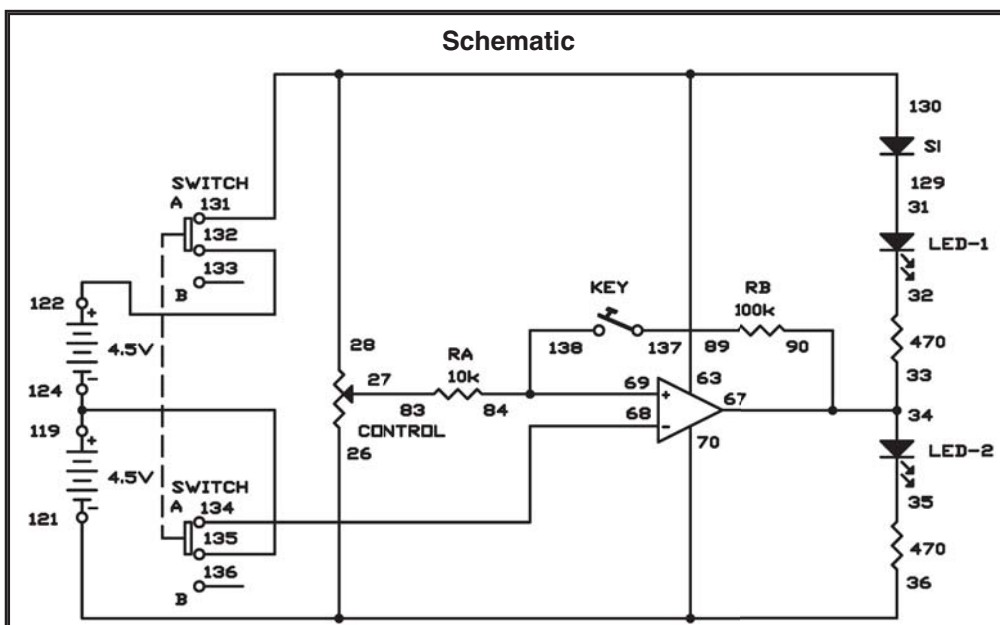 Schematic
130
SI
129
31
LED-1
32
470
33
34
LED-2
35
470
36
SWITCH
A 131
132
133
B
122
+
4.5V
-
124
119
+
4.5V
-
121
SWITCH
A 134
135
136
B
28
27
CONTROL
26
RA
10k
83 84
KEY
138 137
RB
100k
89 90
69 +
68 -
63
67
70